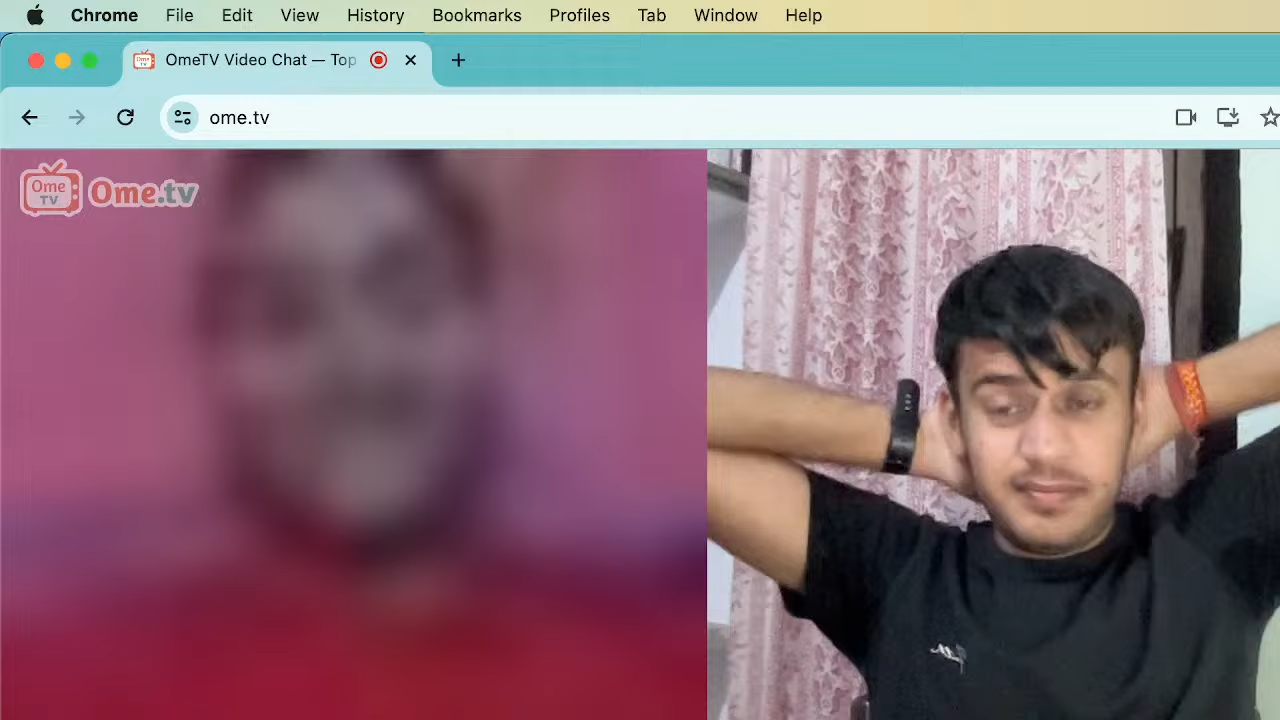 Chrome File Edit View History Bookmarks Profiles Tab Window Help
OmeTV Video Chat — Top
ome.tv
Ome TV Ome.tv